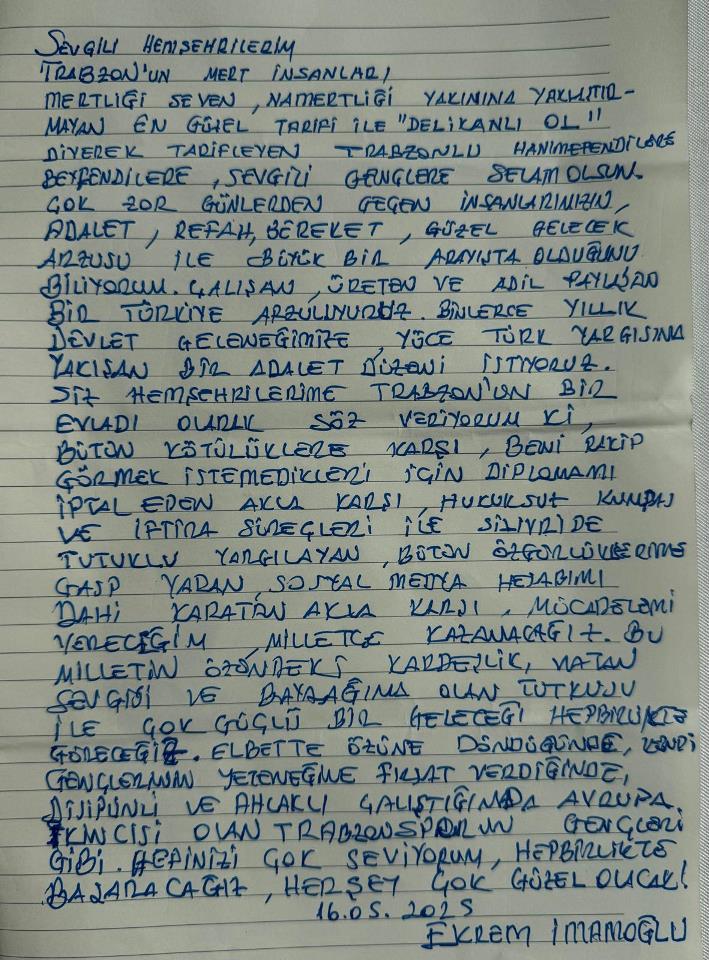 SEVGİLİ HEMŞEHRİLERİM
TRABZON'UN MERT İNSANLARI,
MERTLİĞİ SEVEN, NAMERTLİĞİ YAKININA YAKLAŞTIR-
MAYAN EN GÜZEL TARİFİ İLE "DELİKANLI OL"
DİYEREK TARİFLEYEN TRABZONLU HANIMEFENDİLERE
BEYEFENDİLERE, SEVGİLİ GENÇLERE SELAM OLSUN.
ÇOK ZOR GÜNLERDEN GEÇEN İNSANLARIMIZIN,
ADALET, REFAH, BEREKET, GÜZEL GELECEK
ARZUSU İLE BÜYÜK BİR ARAYIŞTA OLDUĞUNU
BİLİYORUM. ÇALIŞAN, ÜRETEN VE ADİL PAYLAŞAN
BİR TÜRKİYE ARZULUYORUZ. BİNLERCE YILLIK
DEVLET GELENEĞİMİZE, YÜCE TÜRK YARGISINA
YAKIŞAN BİR ADALET DÜZENİ İSTİYORUZ.
SİZ HEMŞEHRİLERİME TRABZON'UN BİR
EVLADI OLARAK SÖZ VERİYORUM Kİ,
BÜTÜN KÖTÜLÜKLERE KARŞI, BENİ RAKİP
GÖRMEK İSTEMEDİKLERİ İÇİN DİPLOMAMI
İPTAL EDEN AKLA KARŞI, HUKUKSUZ KUMPAS
VE İFTİRA SÜREÇLERİ İLE SİLİVRİDE
TUTUKLU YARGILAYAN, BÜTÜN ÖZGÜRLÜKLERİME
GASP YAPAN, SOSYAL MEDYA HESABIMI
DAHİ KARATAN AKLA KARŞI, MÜCADELEMİ
VERECEĞİM, MİLLETÇE KAZANACAĞIZ. BU
MİLLETİN ÖZÜNDEKİ KARDEŞLİK, VATAN
SEVGİSİ VE BAYRAĞINA OLAN TUTKUSU
İLE ÇOK GÜÇLÜ BİR GELECEĞİ HEPBİRLİKTE
GÖRECEĞİZ. ELBETTE ÖZÜNE DÖNDÜĞÜNDE, KENDİ
GENÇLERİNİN YETENEĞİNE FIRSAT VERDİĞİNDE,
DİSİPLİNLİ VE AHLAKLI ÇALIŞTIĞINDA AVRUPA
İKİNCİSİ OLAN TRABZONSPORUN GENÇLERİ
GİBİ. HEPİNİZİ ÇOK SEVİYORUM, HEPBİRLİKTE
BAŞARACAĞIZ, HERŞEY ÇOK GÜZEL OLACAK!
16.05.2025
EKREM İMAMOĞLU